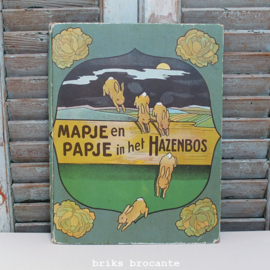 MAPJE en
PAPJE in het HAZENBOS
briks brocante